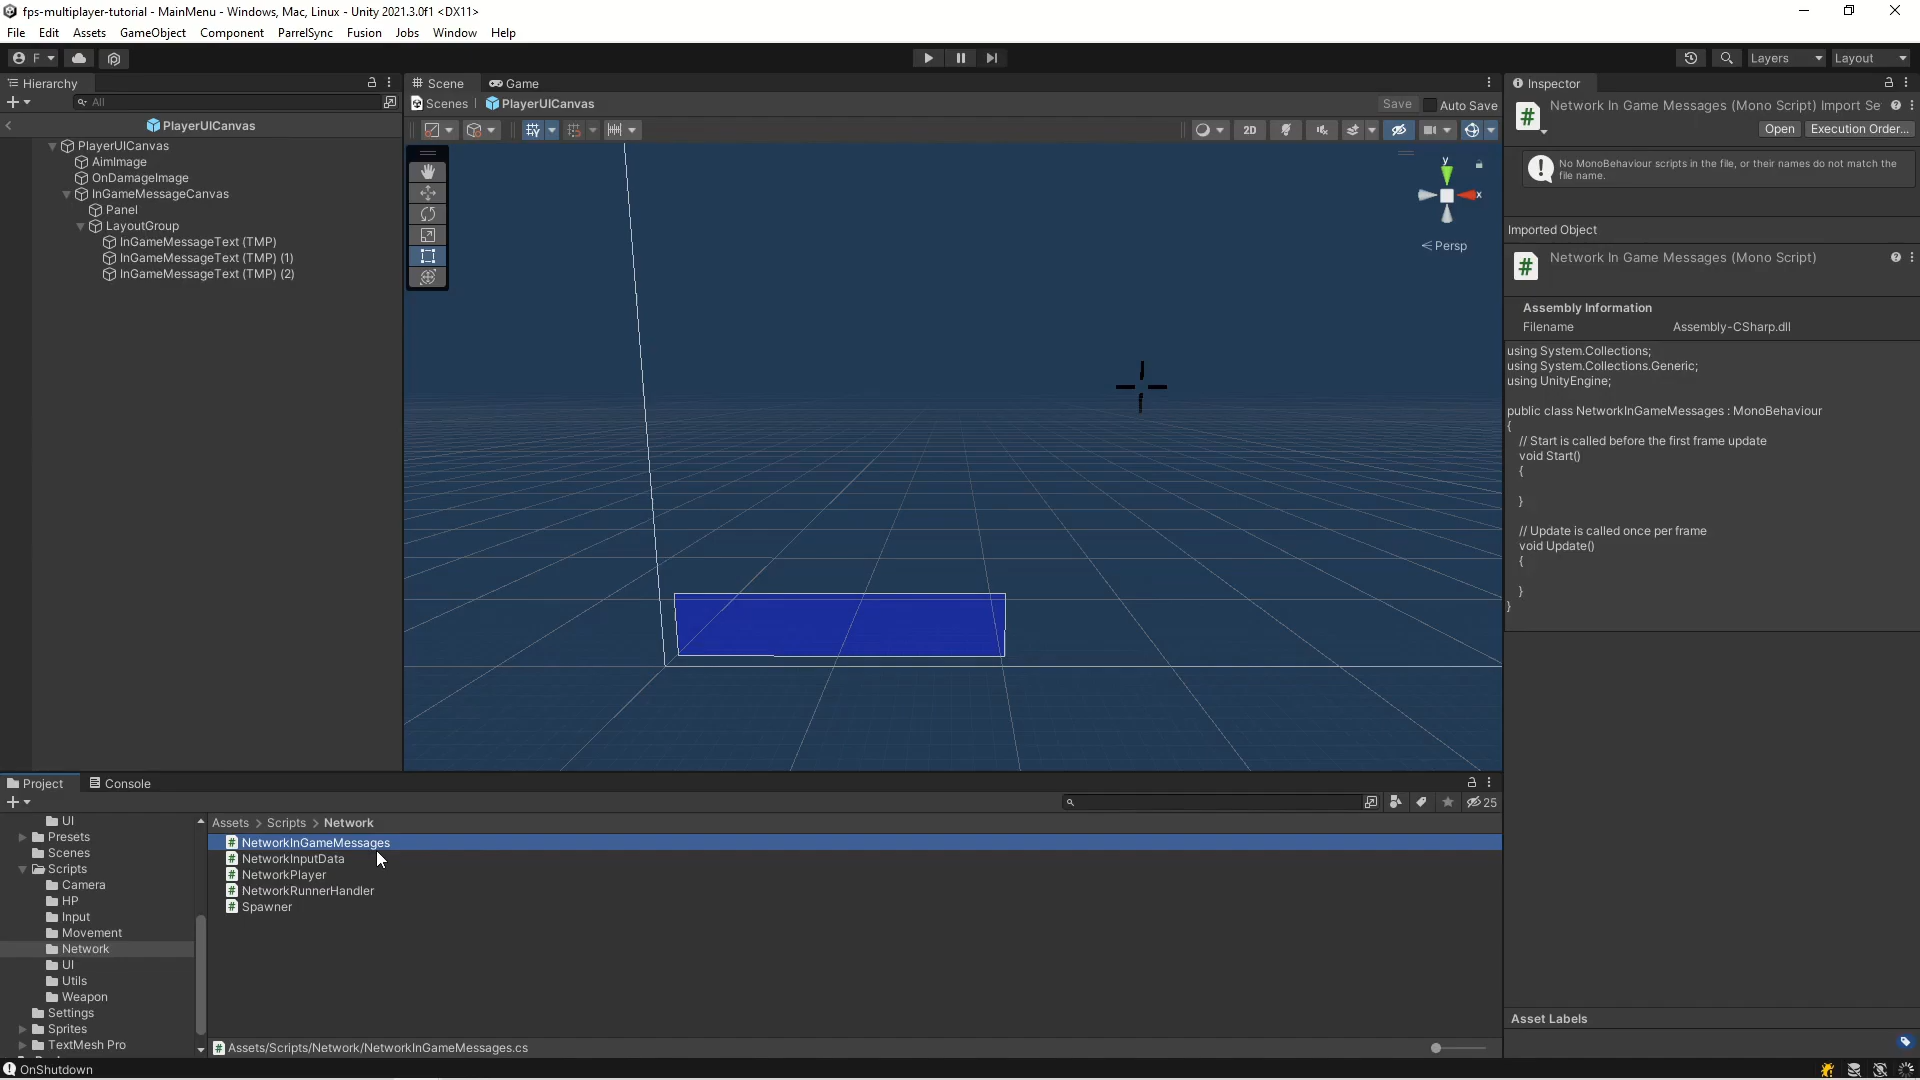 fps-multiplayer-tutorial - MainMenu - Windows, Mac, Linux - Unity 2021.3.0f1 <DX11>
File Edit Assets GameObject Component ParrelSync Fusion Jobs Window Help
F Layers Layout
Hierarchy
All
PlayerUICanvas
PlayerUICanvas
AimImage
OnDamageImage
InGameMessageCanvas
Panel
LayoutGroup
InGameMessageText (TMP)
InGameMessageText (TMP) (1)
InGameMessageText (TMP) (2)
Scene Game
Scenes PlayerUICanvas Save Auto Save
2D
y
x
Persp
Inspector
Network In Game Messages (Mono Script) Import Se
Open Execution Order...
No MonoBehaviour scripts in the file, or their names do not match the
file name.
Imported Object
Network In Game Messages (Mono Script)
Assembly Information
Filename Assembly-CSharp.dll
using System.Collections;
using System.Collections.Generic;
using UnityEngine;
public class NetworkInGameMessages : MonoBehaviour
{
// Start is called before the first frame update
void Start()
{
}
// Update is called once per frame
void Update()
{
}
}
Asset Labels
Project Console
25
UI
Presets
Scenes
Scripts
Camera
HP
Input
Movement
Network
UI
Utils
Weapon
Settings
Sprites
TextMesh Pro
Assets > Scripts > Network
NetworkInGameMessages
NetworkInputData
NetworkPlayer
NetworkRunnerHandler
Spawner
Assets/Scripts/Network/NetworkInGameMessages.cs
OnShutdown